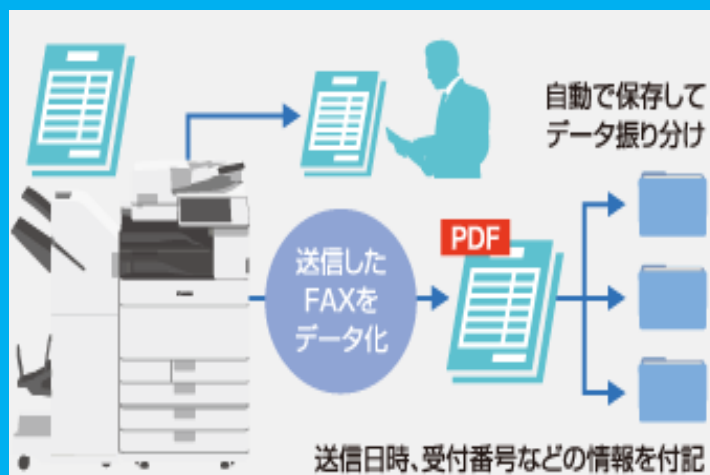 自動で保存して
データ振り分け
PDF
送信した
FAXを
データ化
送信日時、受付番号などの情報を付記